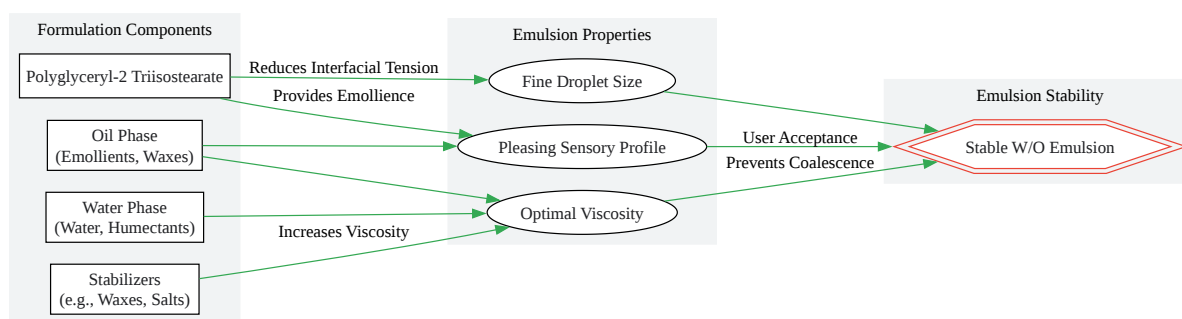 Formulation Components
Polyglyceryl-2 Triisostearate
Oil Phase
(Emollients, Waxes)
Water Phase
(Water, Humectants)
Stabilizers
(e.g., Waxes, Salts)
Reduces Interfacial Tension
Provides Emollience
Increases Viscosity
Emulsion Properties
Fine Droplet Size
Pleasing Sensory Profile
Optimal Viscosity
User Acceptance
Prevents Coalescence
Emulsion Stability
Stable W/O Emulsion